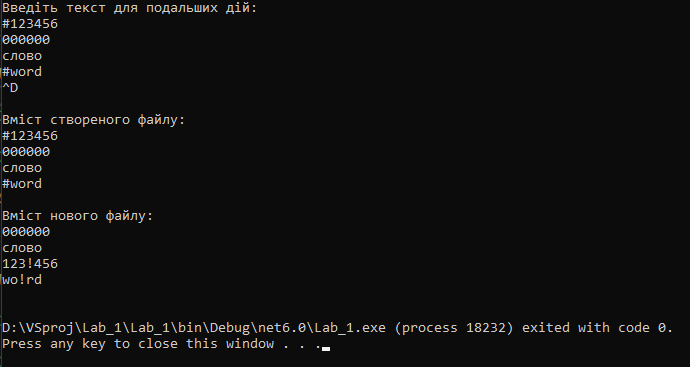 Введіть текст для подальших дій:
#123456
000000
слово
#word
^D
Вміст створеного файлу:
#123456
000000
слово
#word
Вміст нового файлу:
000000
слово
123!456
wo!rd
D:\VSproj\Lab_1\Lab_1\bin\Debug\net6.0\Lab_1.exe (process 18232) exited with code 0.
Press any key to close this window . . .